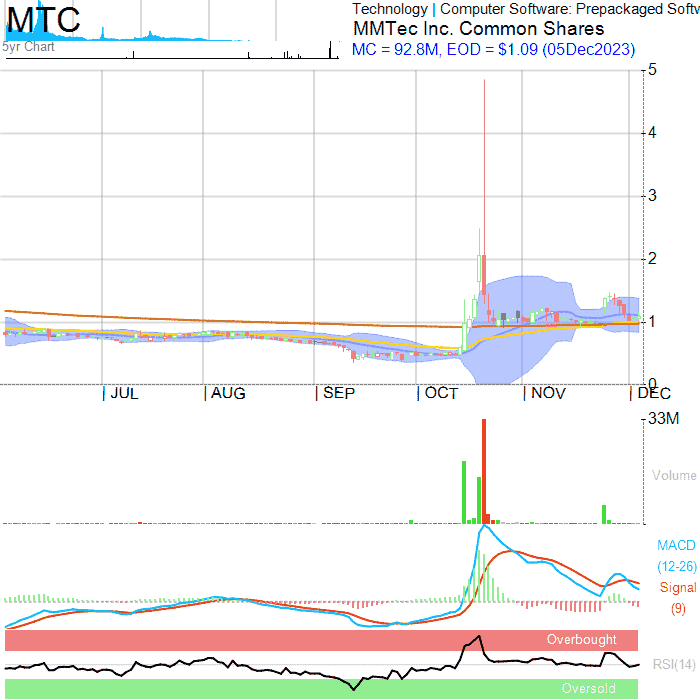 MTC
5yr Chart
Technology | Computer Software: Prepackaged Softw
MMTec Inc. Common Shares
MC = 92.8M, EOD = $1.09 (05Dec2023)
5
4
3
2
1
0
| JUL | AUG | SEP | OCT | NOV | DEC
33M
Volume
MACD
(12-26)
Signal
(9)
Overbought
RSI(14)
Oversold